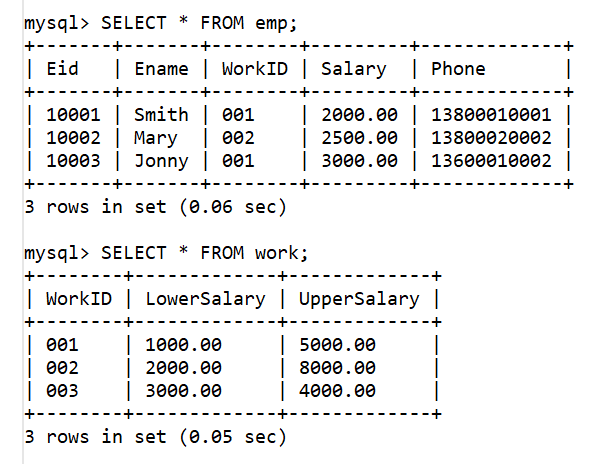 mysql> SELECT * FROM emp;
+-------+-------+--------+---------+-------------+
| Eid   | Ename | WorkID | Salary  | Phone       |
+-------+-------+--------+---------+-------------+
| 10001 | Smith | 001    | 2000.00 | 13800010001 |
| 10002 | Mary  | 002    | 2500.00 | 13800020002 |
| 10003 | Jonny | 001    | 3000.00 | 13600010002 |
+-------+-------+--------+---------+-------------+
3 rows in set (0.06 sec)

mysql> SELECT * FROM work;
+--------+-------------+-------------+
| WorkID | LowerSalary | UpperSalary |
+--------+-------------+-------------+
| 001    | 1000.00     | 5000.00     |
| 002    | 2000.00     | 8000.00     |
| 003    | 3000.00     | 4000.00     |
+--------+-------------+-------------+
3 rows in set (0.05 sec)